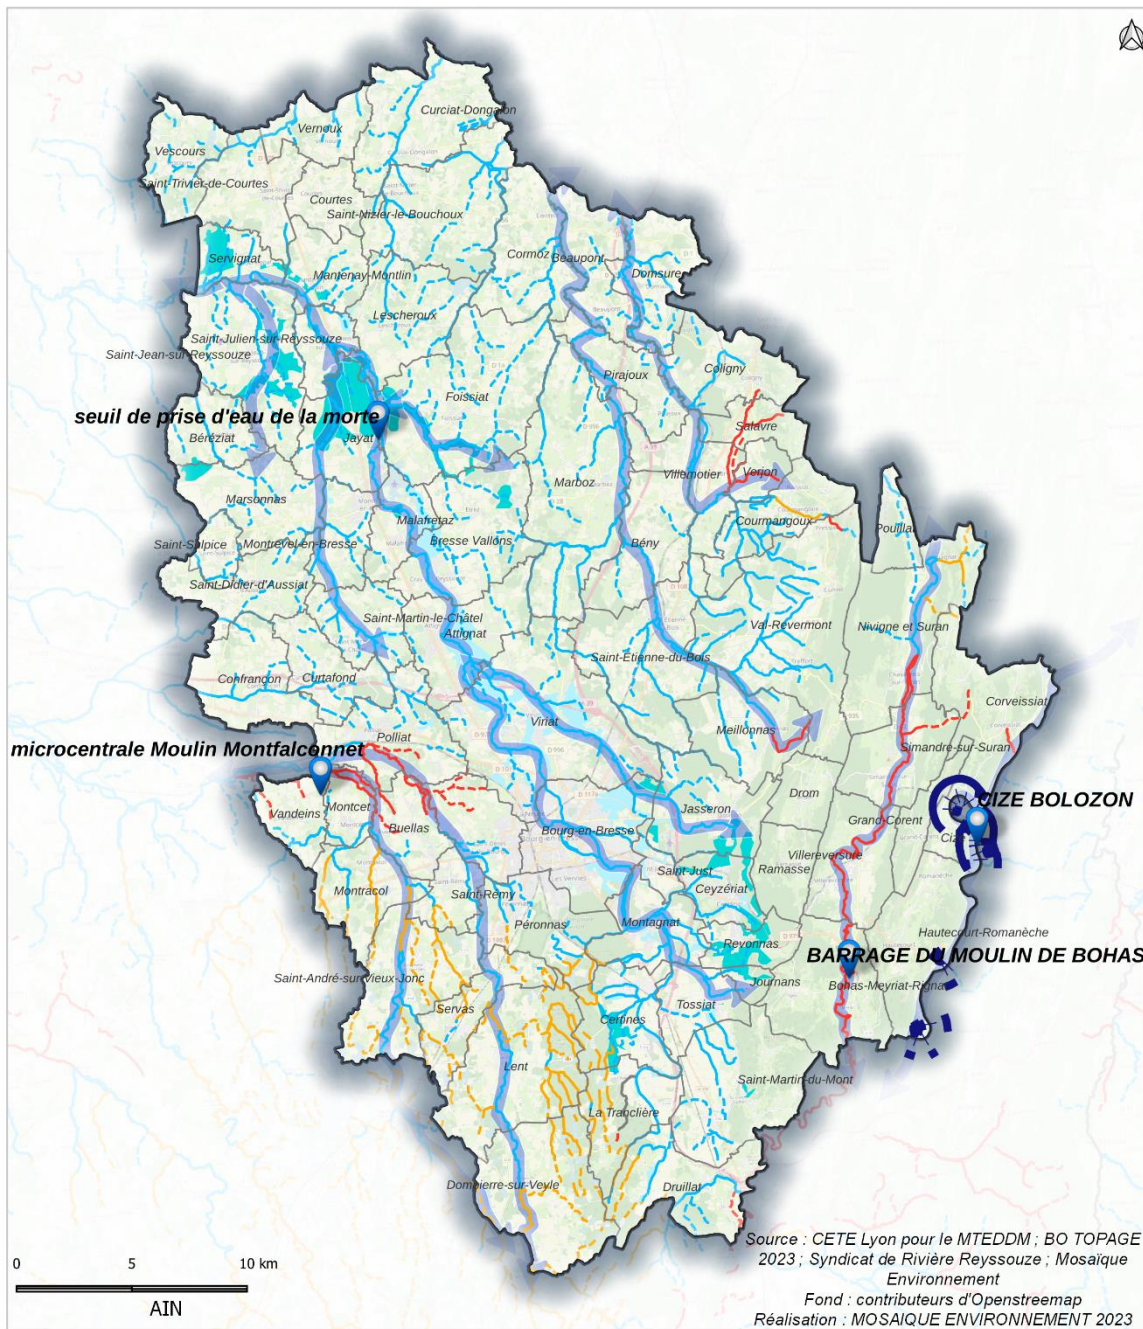 Curciat-Dongalon
Vernoux
Vescours
Saint-Trivier-de-Courtes
Courtes
Saint-Nizier-le-Bouchoux
Servignat
Cormoz
Beaupont
Domsure
Mantenay-Montlin
Lescheroux
Saint-Julien-sur-Reyssouze
Saint-Jean-sur-Reyssouze
Pirajoux
Coligny
Foissiat
seuil de prise d'eau de la morte
Salavre
Béréziat
Jayat
Villemotier
Verjon
Marboz
Marsonnas
Malafretaz
Courmangoux
Pouillat
Saint-Sulpice
Montrevel-en-Bresse
Bresse Vallons
Bény
Saint-Didier-d'Aussiat
Saint-Martin-le-Châtel
Attignat
Val-Revermont
Nivigne et Suran
Saint-Etienne-du-Bois
Confrançon
Curtafond
Corveissiat
Viriat
Meillonnas
Polliat
Simandre-sur-Suran
microcentrale Moulin Montfalconnet
Drom
Vandeins
Montcet
Jasseron
CIZE BOLOZON
Buellas
Grand-Corent
Bourg-en-Bresse
Cize
Villereversure
Ramasse
Saint-Just
Ceyzériat
Montracol
Saint-Rémy
Péronnas
Montagnat
Hautecourt-Romanèche
Revonnas
BARRAGE DU MOULIN DE BOHAS
Saint-André-sur-Vieux-Jonc
Journans
Bohas-Meyriat-Rigna
Servas
Certines
Tossiat
Lent
Saint-Martin-du-Mont
La Tranclière
Dompierre-sur-Veyle
Druillat
0 5 10 km
AIN
Source : CETE Lyon pour le MTEDDM ; BO TOPAGE
2023 ; Syndicat de Rivière Reyssouze ; Mosaïque
Environnement
Fond : contributeurs d'Openstreemap
Réalisation : MOSAIQUE ENVIRONNEMENT 2023